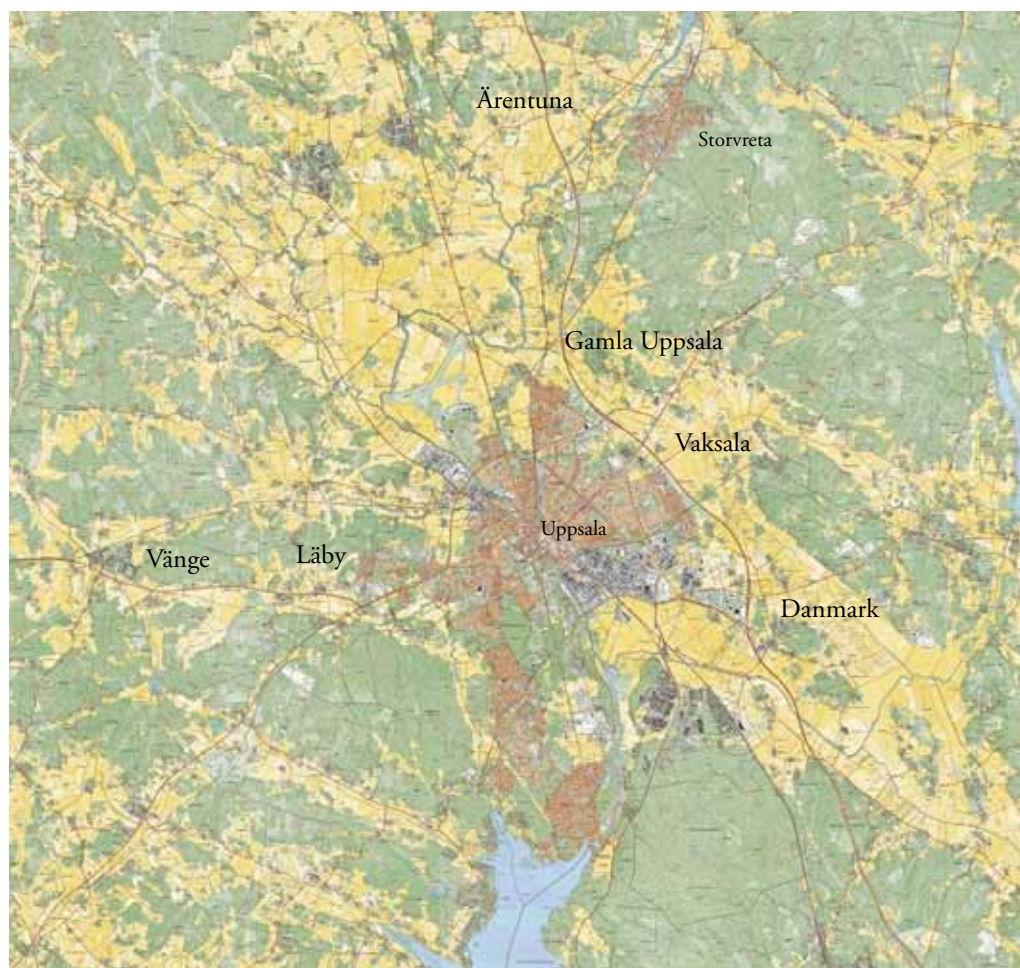 Ärentuna
Storvreta
Gamla Uppsala
Vaksala
Uppsala
Vänge
Läby
Danmark